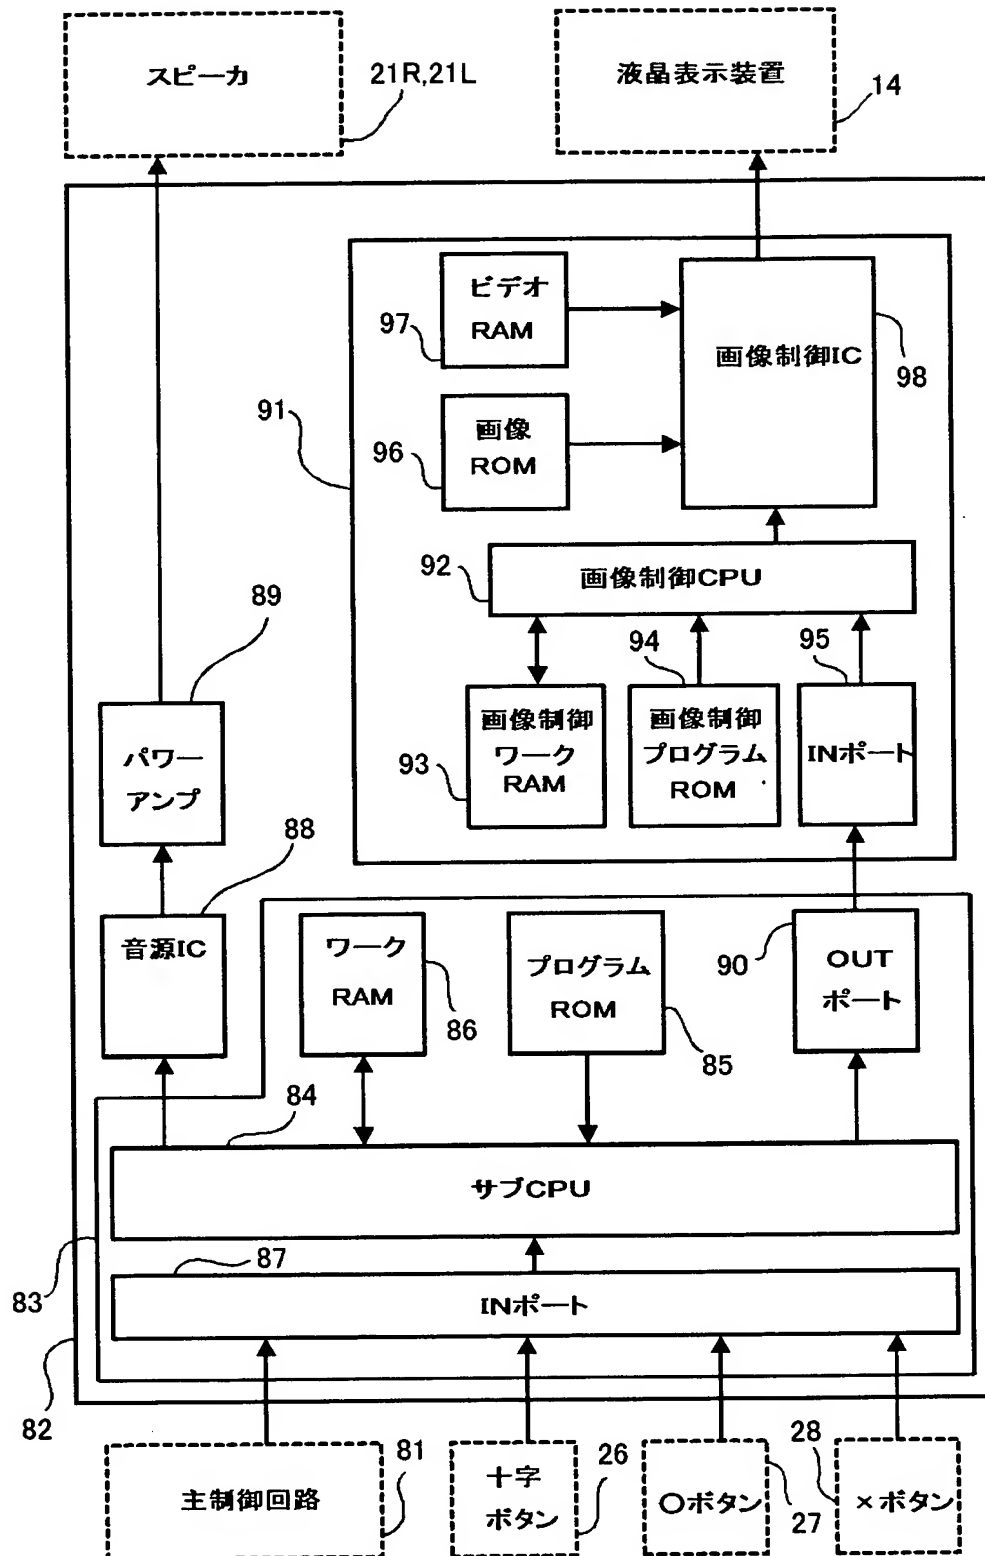 スピーカ
21R,21L
液晶表示装置
14
ビデオ
RAM
97
画像制御IC
98
91
画像
ROM
96
92
画像制御CPU
89
94
95
パワー
アンプ
画像制御
ワーク
RAM
93
画像制御
プログラム
ROM
INポート
88
音源IC
ワーク
RAM
86
プログラム
ROM
85
90
OUT
ポート
84
サブCPU
87
83
INポート
82
主制御回路
81
十字
ボタン
26
○ボタン
27
28
×ボタン